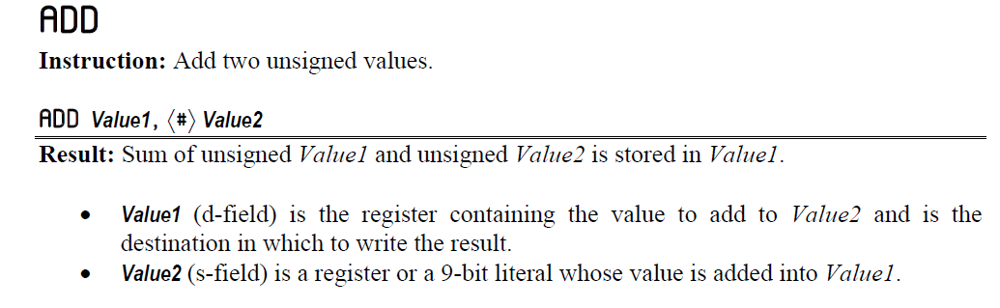 ADD
Instruction: Add two unsigned values.
ADD Value1, ⟨#⟩ Value2
Result: Sum of unsigned Value1 and unsigned Value2 is stored in Value1.
• Value1 (d-field) is the register containing the value to add to Value2 and is the
destination in which to write the result.
• Value2 (s-field) is a register or a 9-bit literal whose value is added into Value1.